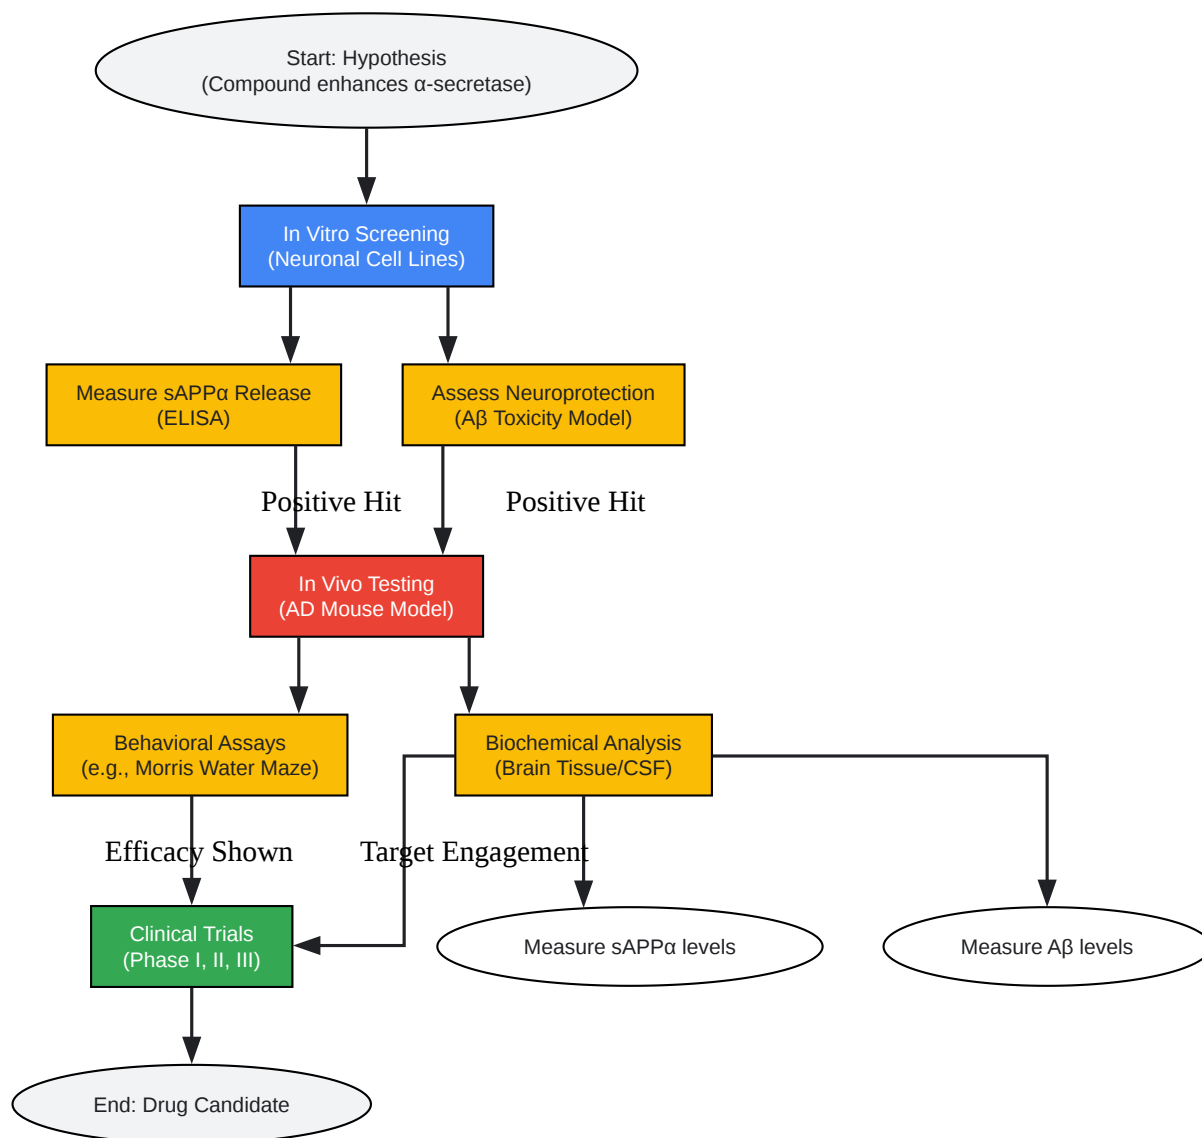 Start: Hypothesis
(Compound enhances α-secretase)
In Vitro Screening
(Neuronal Cell Lines)
Measure sAPPα Release
(ELISA)
Assess Neuroprotection
(Aβ Toxicity Model)
Positive Hit
Positive Hit
In Vivo Testing
(AD Mouse Model)
Behavioral Assays
(e.g., Morris Water Maze)
Biochemical Analysis
(Brain Tissue/CSF)
Efficacy Shown
Target Engagement
Clinical Trials
(Phase I, II, III)
Measure sAPPα levels
Measure Aβ levels
End: Drug Candidate